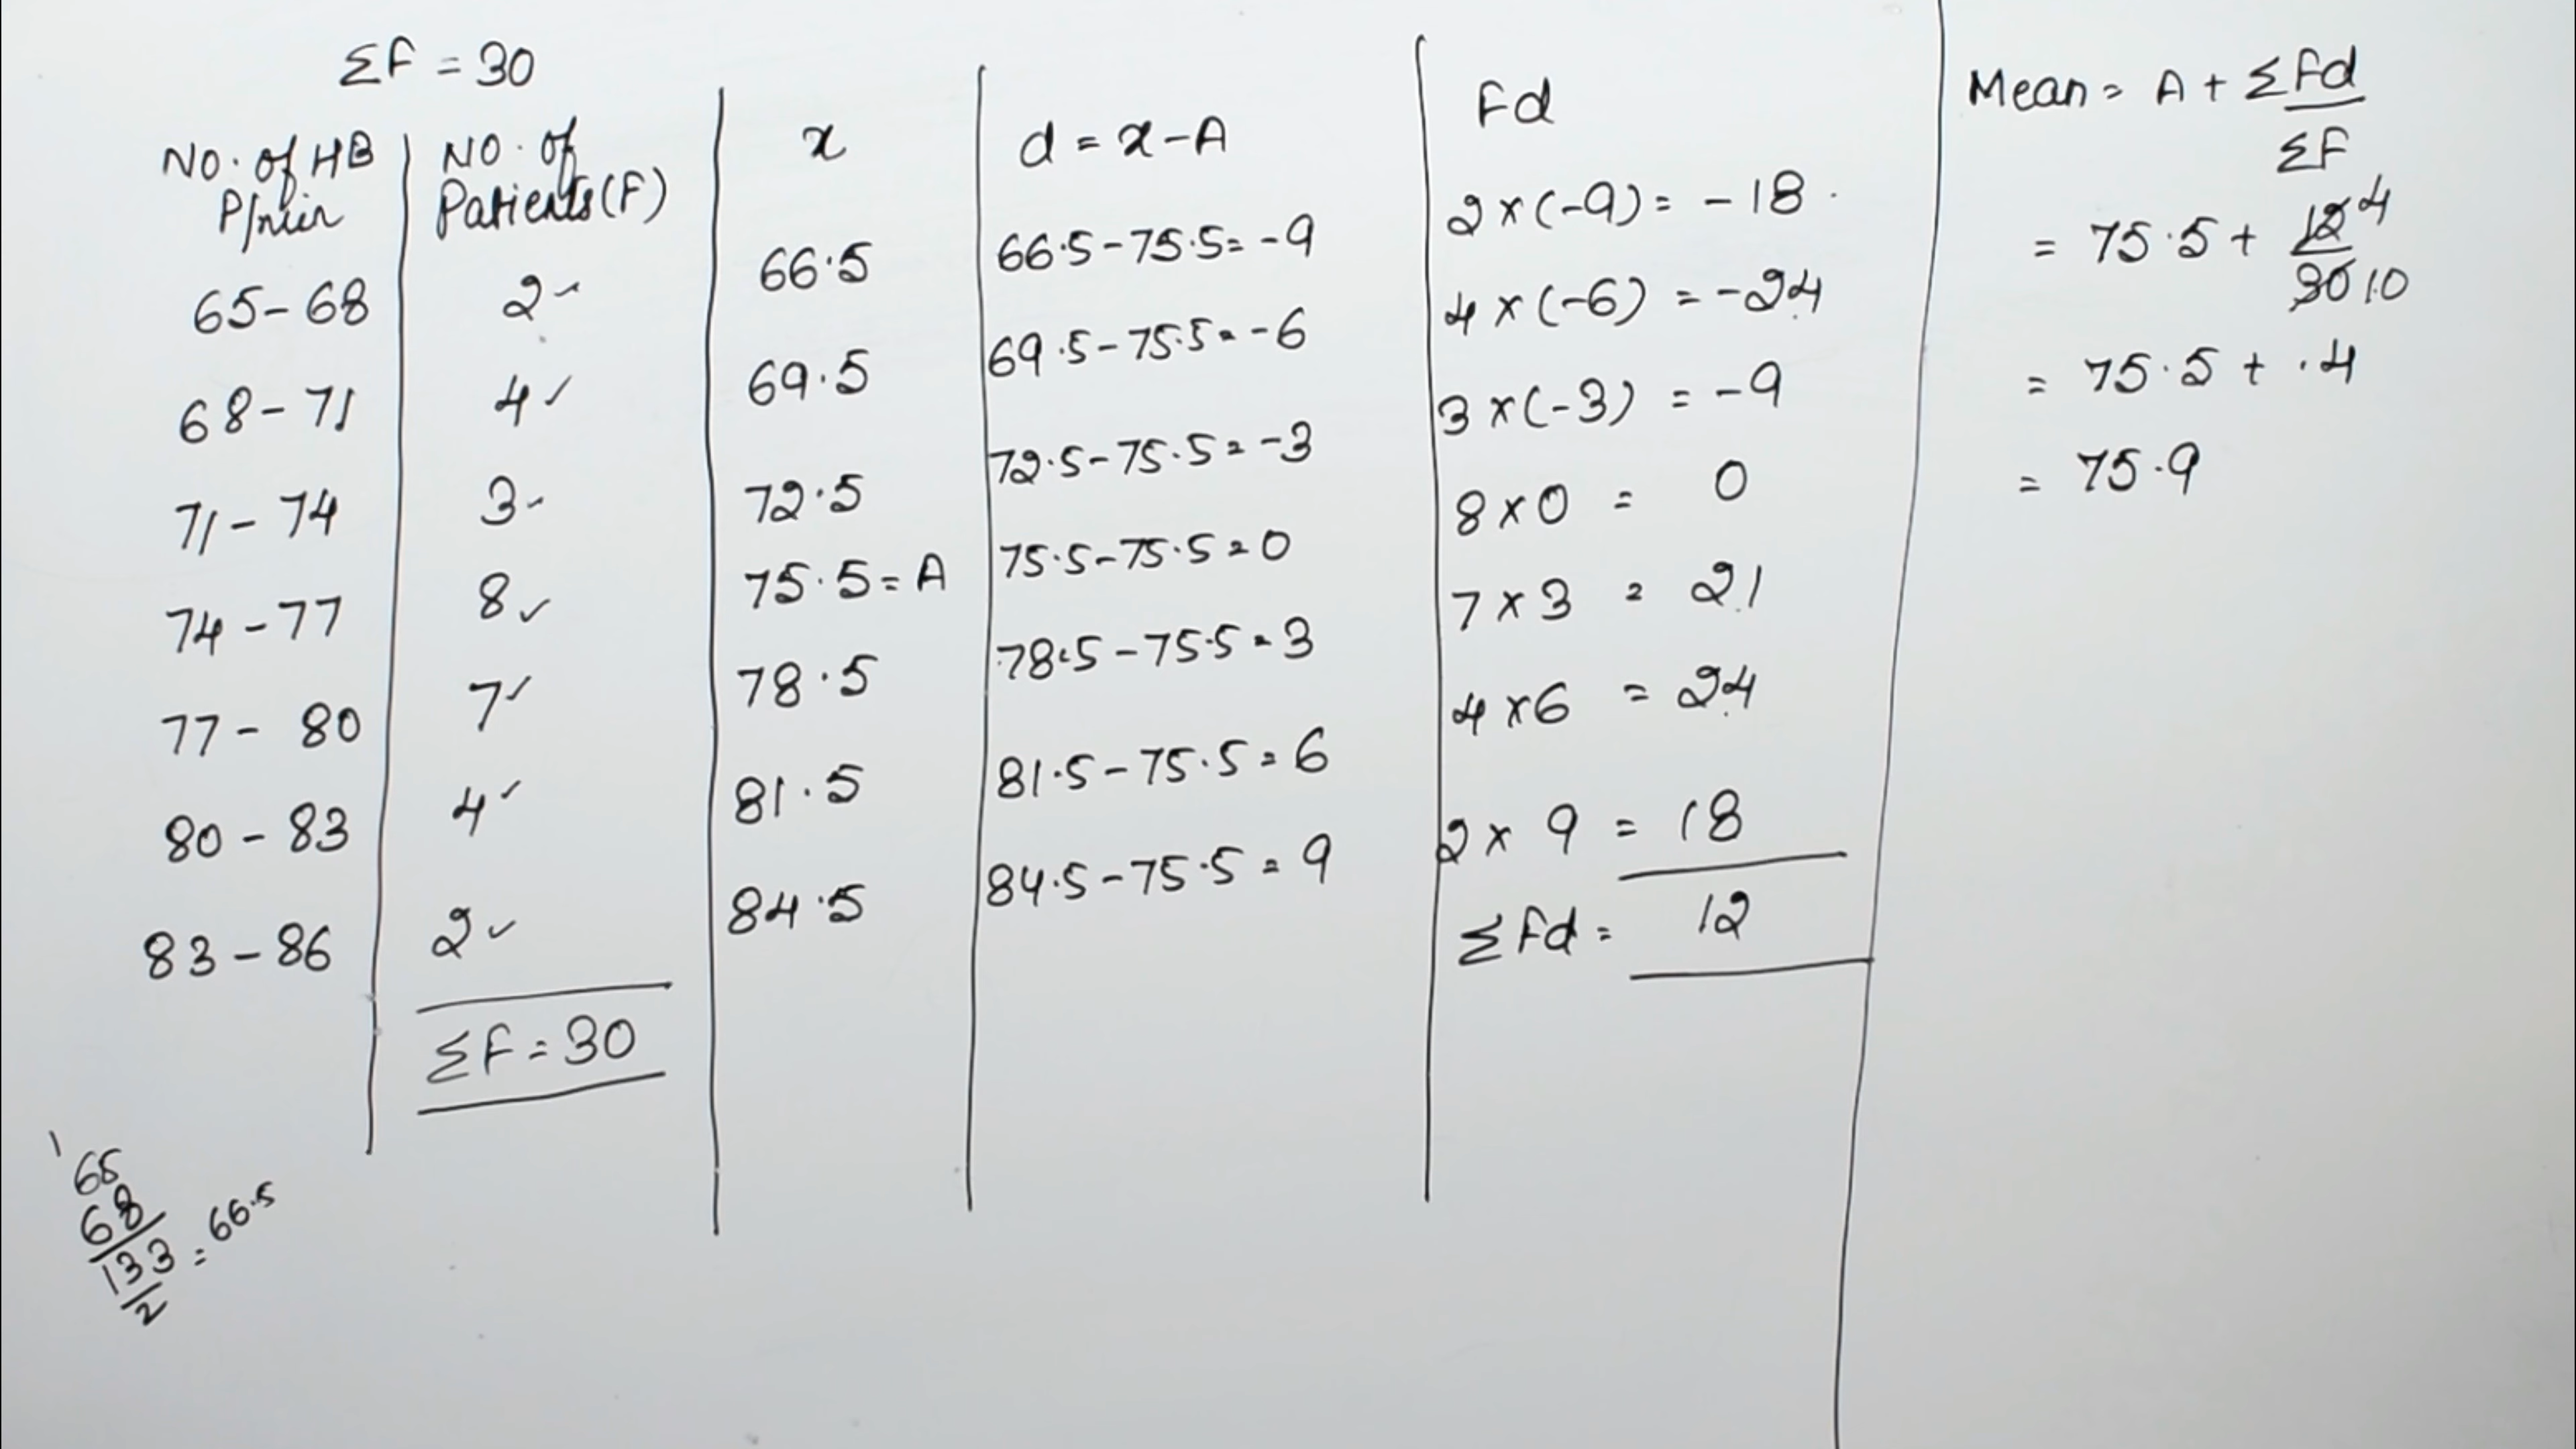 ΣF = 30
No. of HB P/min | No. of Patients (F) | x | d = x - A | Fd
65 - 68 | 2 ✓ | 66.5 | 66.5 - 75.5 = -9 | 2 x (-9) = -18
68 - 71 | 4 ✓ | 69.5 | 69.5 - 75.5 = -6 | 4 x (-6) = -24
71 - 74 | 3 ✓ | 72.5 | 72.5 - 75.5 = -3 | 3 x (-3) = -9
74 - 77 | 8 ✓ | 75.5 = A | 75.5 - 75.5 = 0 | 8 x 0 = 0
77 - 80 | 7 ✓ | 78.5 | 78.5 - 75.5 = 3 | 7 x 3 = 21
80 - 83 | 4 ✓ | 81.5 | 81.5 - 75.5 = 6 | 4 x 6 = 24
83 - 86 | 2 ✓ | 84.5 | 84.5 - 75.5 = 9 | 2 x 9 = 18
ΣF = 30 | ΣFd = 12
Mean = A + ΣFd
ΣF
= 75.5 + 12 4
30 10
= 75.5 + .4
= 75.9
1
65
68
133 = 66.5
2